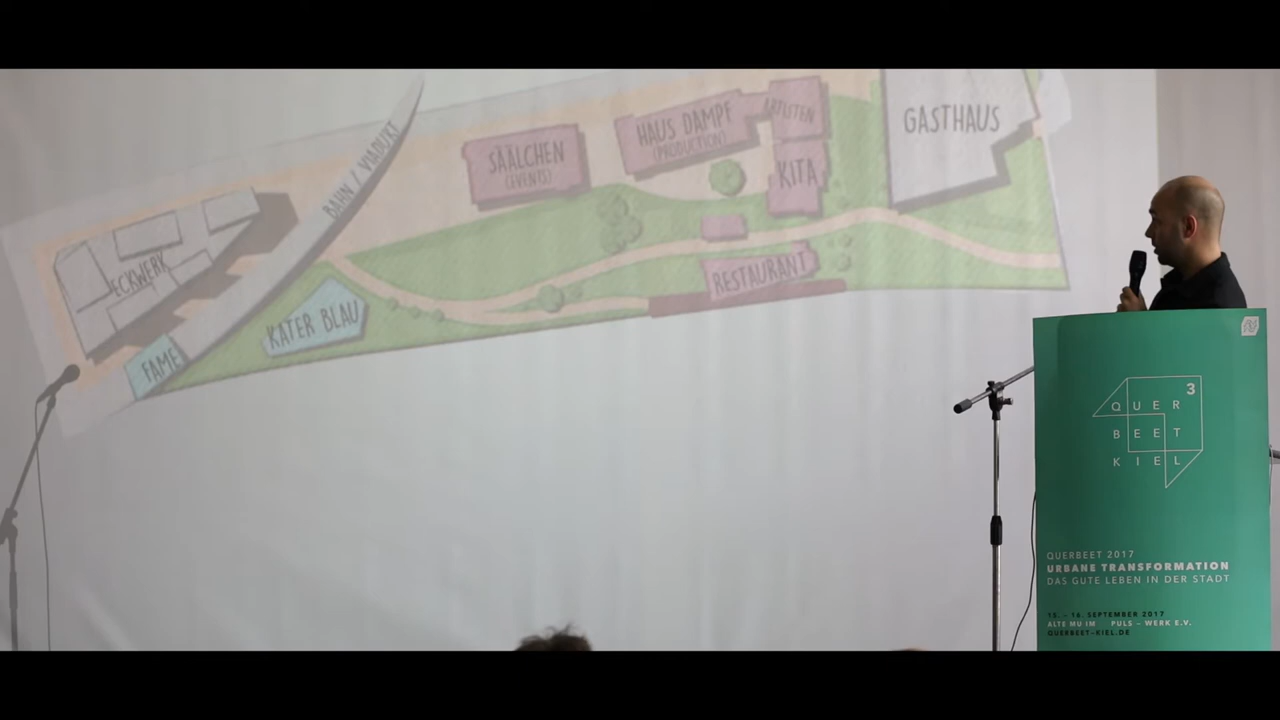 ECKWERK
FAME
BAHN / VIADUKT
KATER BLAU
SÄÄLCHEN
(EVENTS)
HAUS DAMPF
(PRODUCTION)
ARTISTEN
KITA
RESTAURANT
GASTHAUS
QUER3
BEET
KIEL
QUERBEET 2017
URBANE TRANSFORMATION
DAS GUTE LEBEN IN DER STADT
15. – 16. SEPTEMBER 2017
ALTE MU IM PULS – WERK E.V.
QUERBEET-KIEL.DE